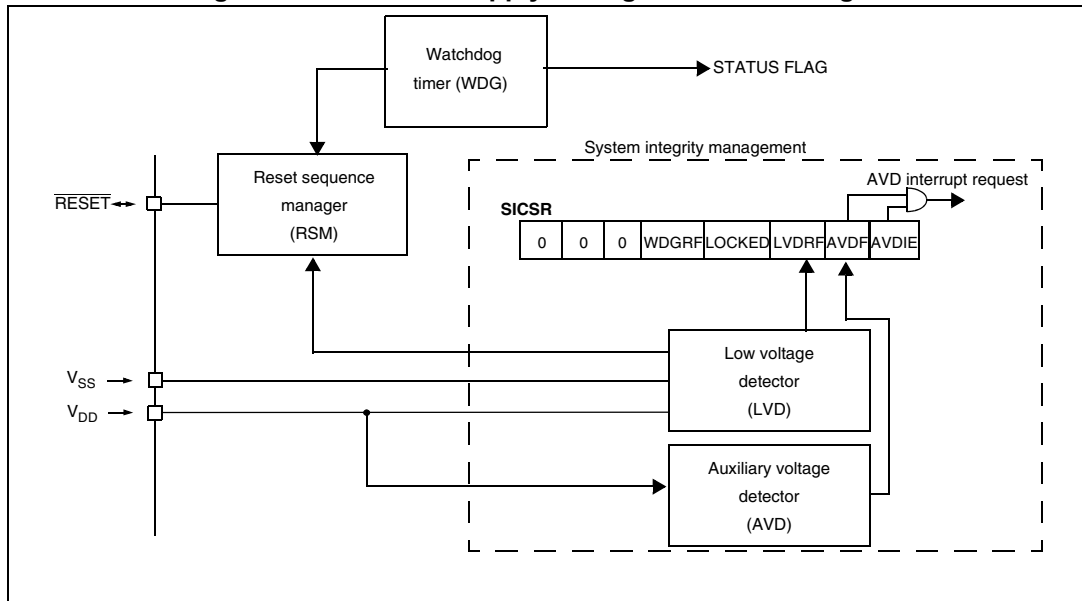 Watchdog
timer (WDG)
STATUS FLAG
System integrity management
Reset sequence
manager
(RSM)
RESET
AVD interrupt request
SICSR
0 0 0 WDGRF LOCKED LVDRF AVDF AVDIE
Low voltage
detector
(LVD)
VSS
VDD
Auxiliary voltage
detector
(AVD)